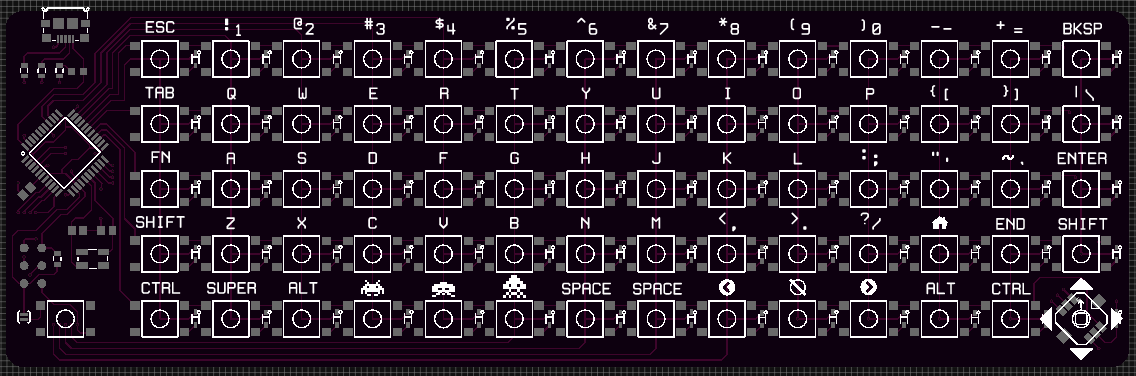 ESC ! 1 @ 2 # 3 $ 4 % 5 ^ 6 & 7 * 8 ( 9 ) 0 - - + = BKSP
TAB Q W E R T Y U I O P { [ } ] | \
FN A S D F G H J K L : ; " ' ~ . ENTER
SHIFT Z X C V B N M < , > . ? / END SHIFT
CTRL SUPER ALT SPACE SPACE ALT CTRL